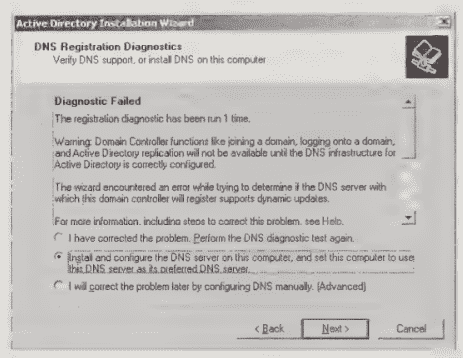 Active Directory Installation Wizard
DNS Registration Diagnostics
Verify DNS support, or install DNS on this computer
Diagnostic Failed
The registration diagnostic has been run 1 time.
Warning: Domain Controller functions like joining a domain, logging onto a domain,
and Active Directory replication will not be available until the DNS infrastructure for
Active Directory is correctly configured.
The wizard encountered an error while trying to determine if the DNS server with
which this domain controller will register supports dynamic updates.
For more information, including steps to correct this problem, see Help.
I have corrected the problem. Perform the DNS diagnostic test again.
Install and configure the DNS server on this computer, and set this computer to use
this DNS server as its preferred DNS server.
I will correct the problem later by configuring DNS manually. (Advanced)
< Back
Next >
Cancel